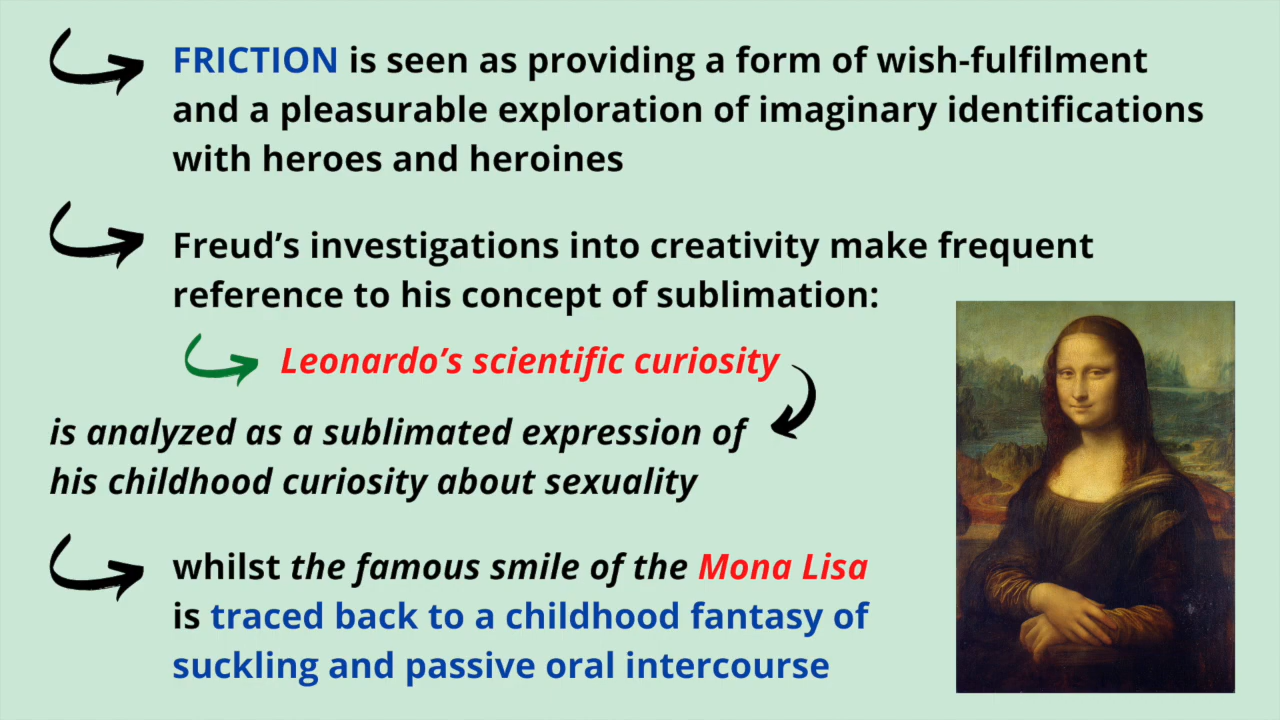 FRICTION is seen as providing a form of wish-fulfilment
and a pleasurable exploration of imaginary identifications
with heroes and heroines
Freud’s investigations into creativity make frequent
reference to his concept of sublimation:
Leonardo’s scientific curiosity
is analyzed as a sublimated expression of
his childhood curiosity about sexuality
whilst the famous smile of the Mona Lisa
is traced back to a childhood fantasy of
suckling and passive oral intercourse